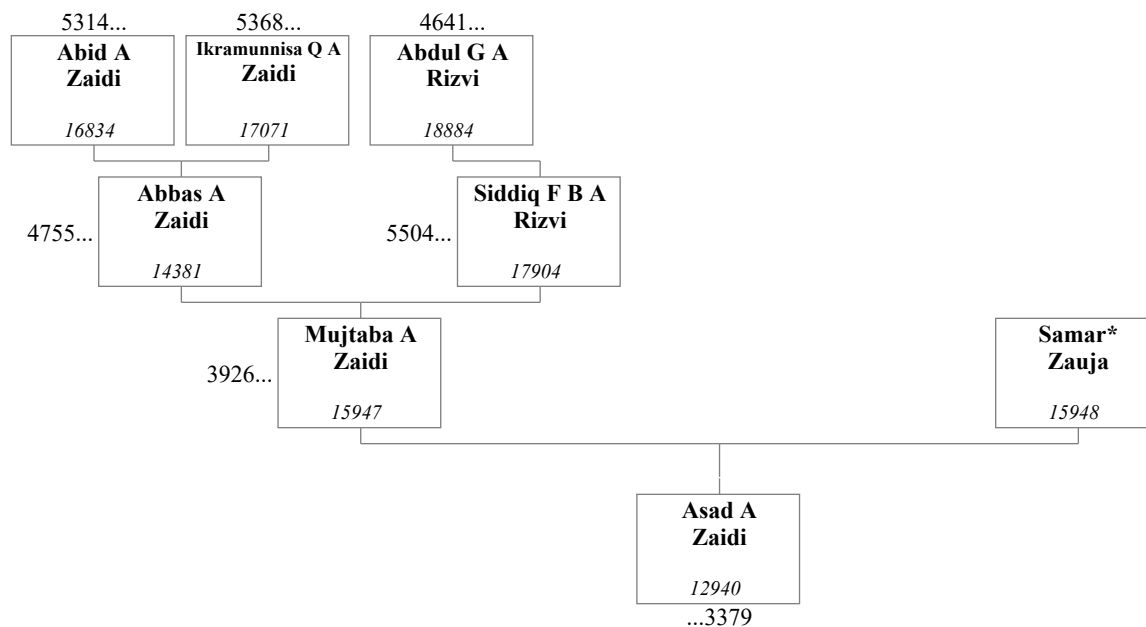 5314...
5368...
4641...
Abid A
Zaidi
16834
Ikramunnisa Q A
Zaidi
17071
Abdul G A
Rizvi
18884
4755...
Abbas A
Zaidi
14381
5504...
Siddiq F B A
Rizvi
17904
3926...
Mujtaba A
Zaidi
15947
Samar*
Zauja
15948
Asad A
Zaidi
12940
...3379